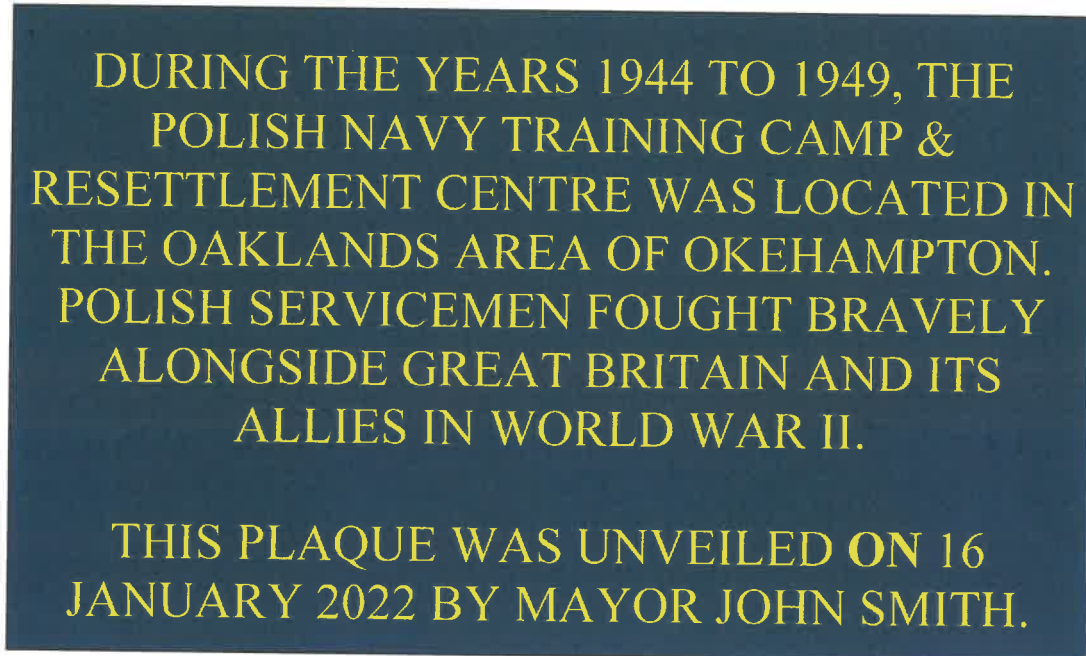 DURING THE YEARS 1944 TO 1949, THE
POLISH NAVY TRAINING CAMP &
RESETTLEMENT CENTRE WAS LOCATED IN
THE OAKLANDS AREA OF OKEHAMPTON.
POLISH SERVICEMEN FOUGHT BRAVELY
ALONGSIDE GREAT BRITAIN AND ITS
ALLIES IN WORLD WAR II.
THIS PLAQUE WAS UNVEILED ON 16
JANUARY 2022 BY MAYOR JOHN SMITH.